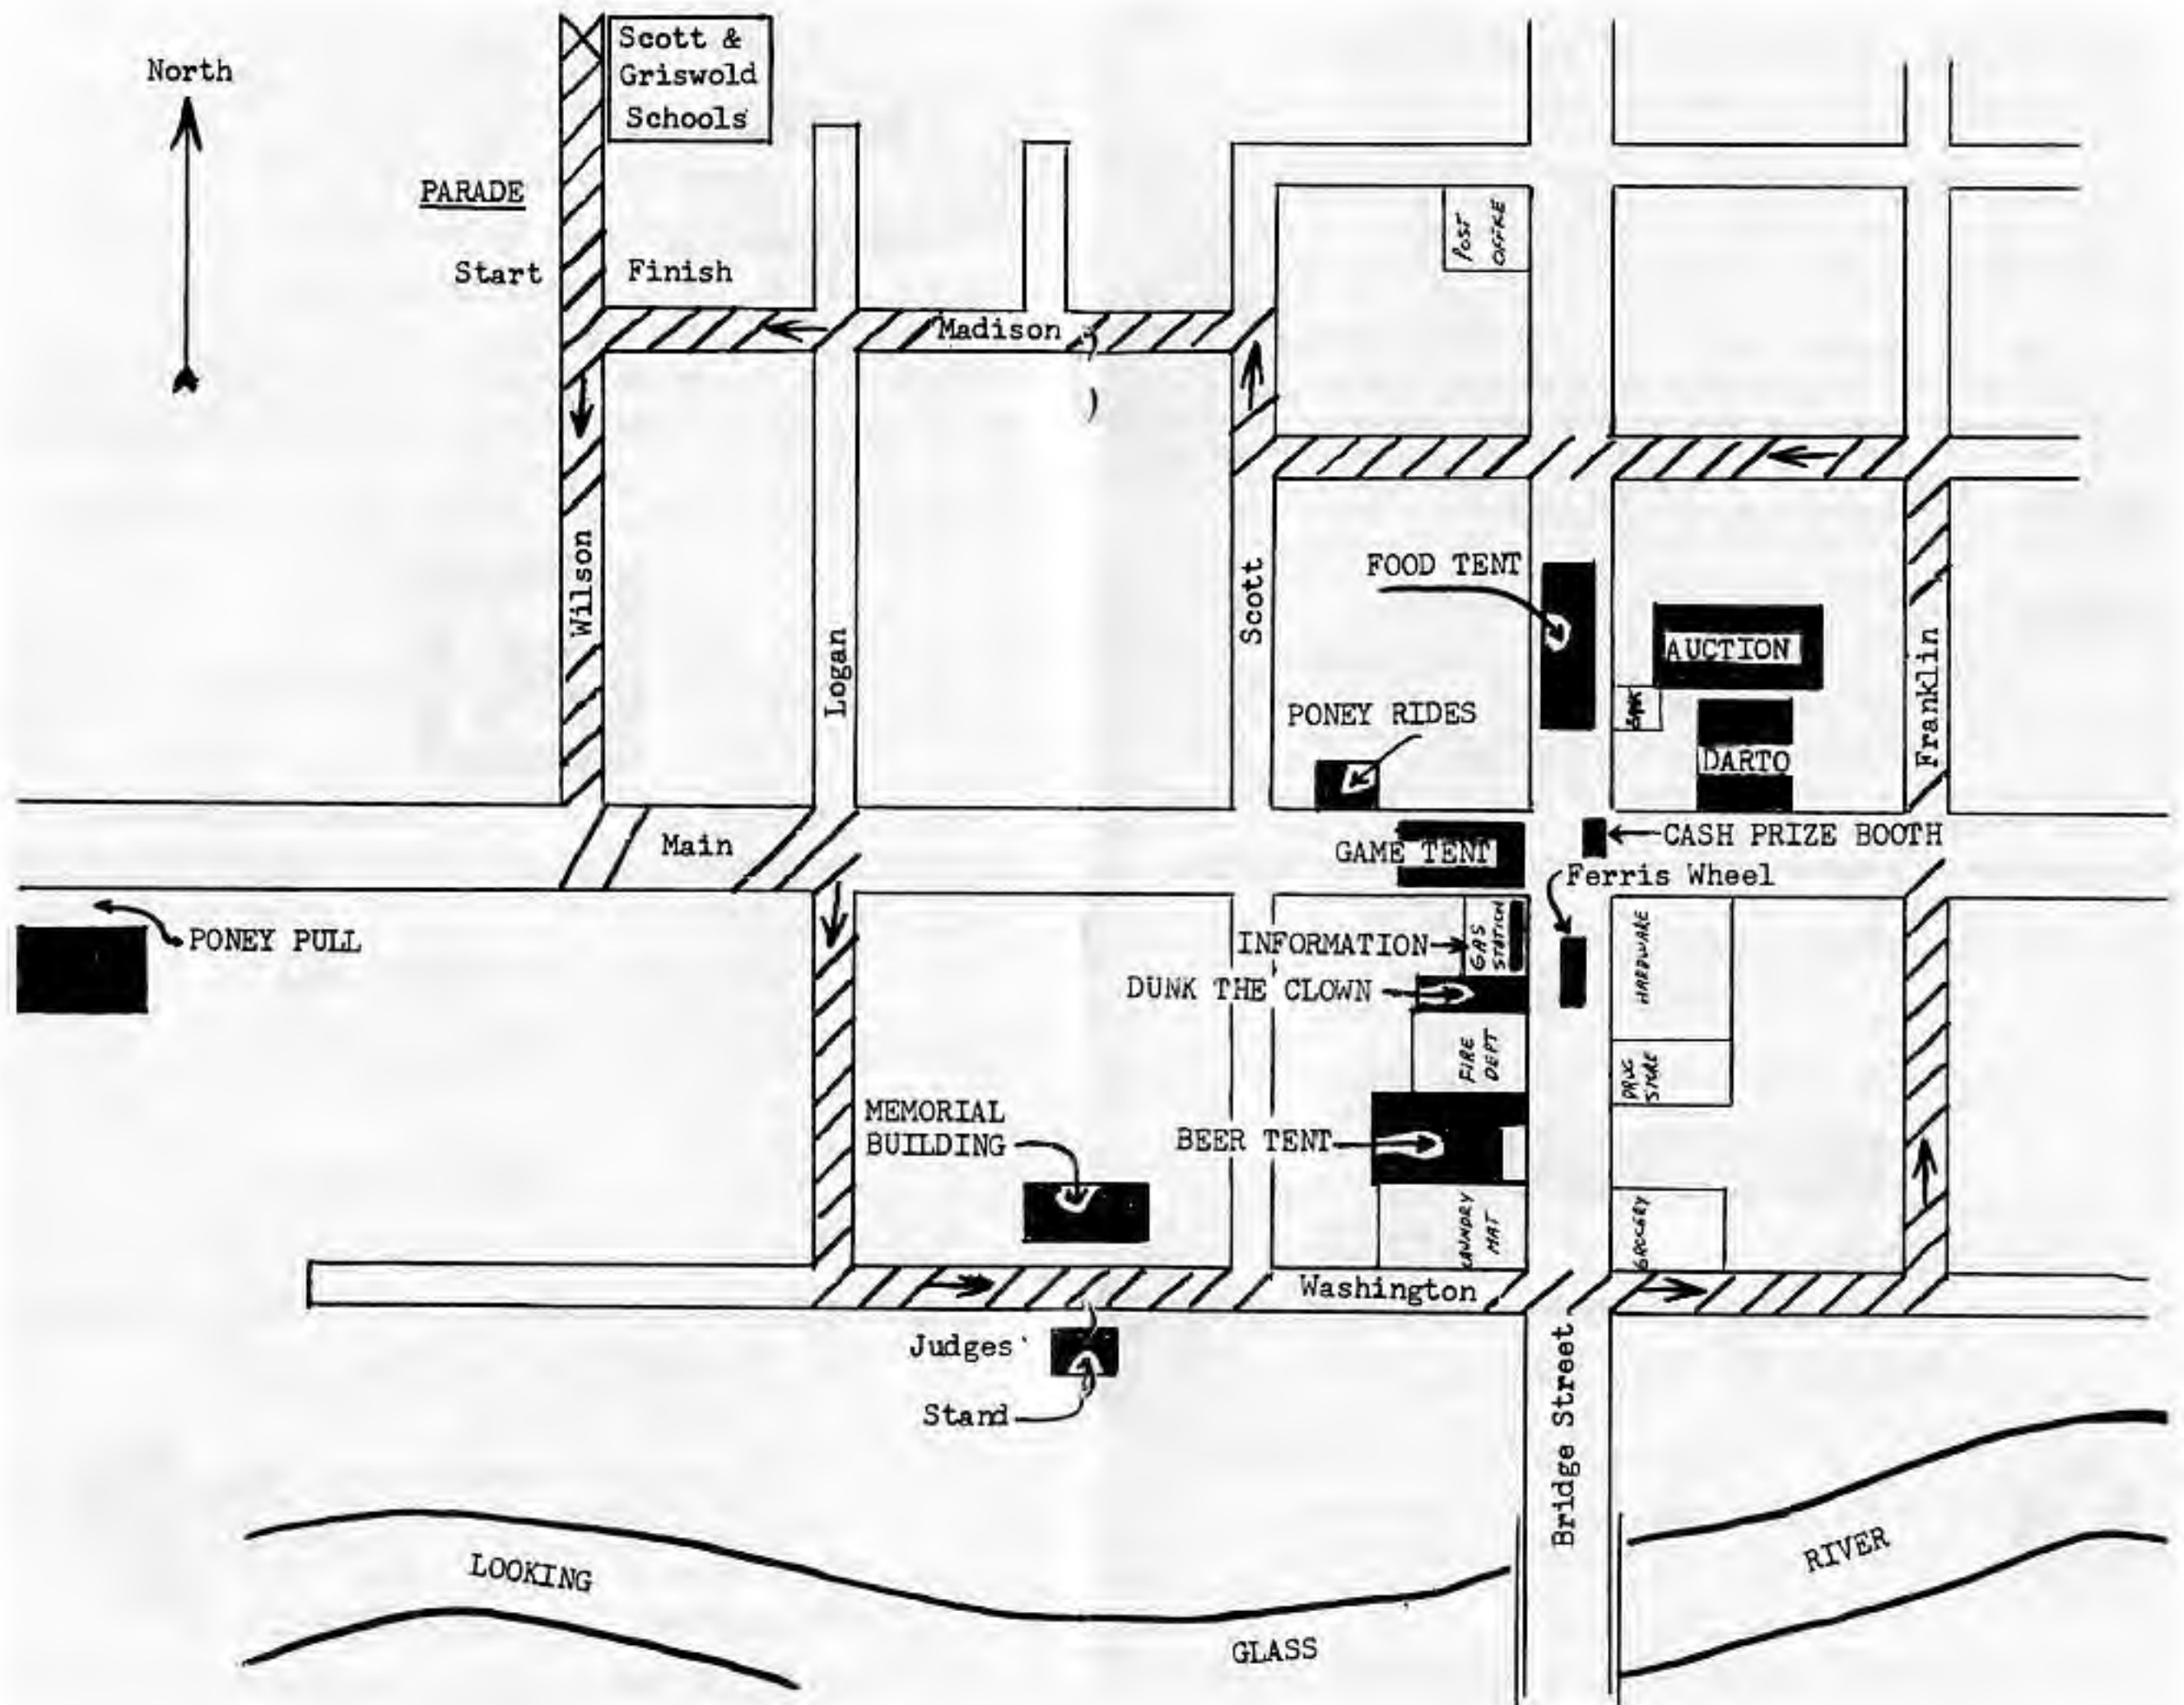 North
Scott &
Griswold
Schools
PARADE
Start
Finish
POST
OFFICE
Madison
Wilson
Logan
Scott
FOOD TENT
AUCTION
PONEY RIDES
DARTO
Franklin
Main
GAME TENT
CASH PRIZE BOOTH
Ferris Wheel
PONEY PULL
INFORMATION
GAS
STATION
HARDWARE
DUNK THE CLOWN
FIRE
DEPT
DRUG
STORE
MEMORIAL
BUILDING
BEER TENT
LAUNDRY
MAT
GROCERY
Washington
Judges'
Stand
Bridge Street
LOOKING
GLASS
RIVER